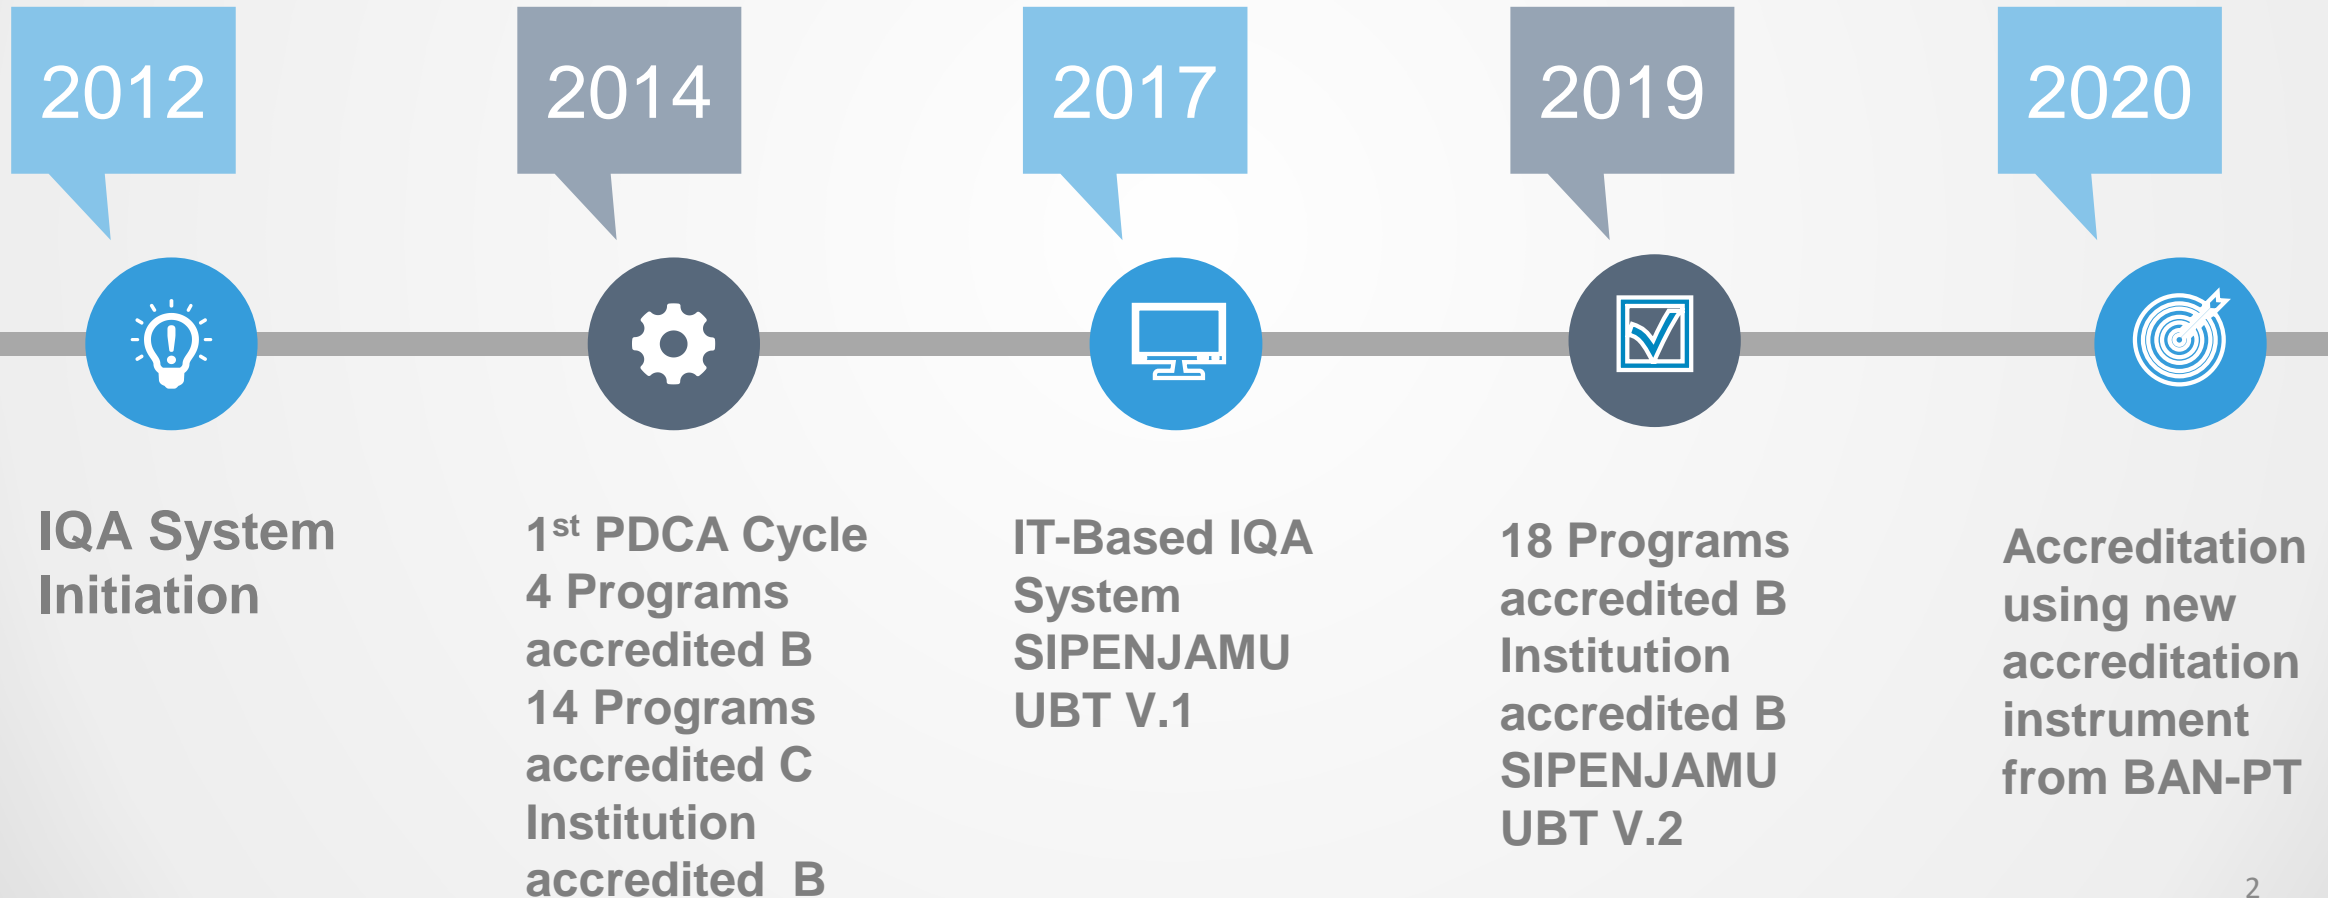 2012
2014
2017
2019
2020
IQA System
Initiation
1st PDCA Cycle
4 Programs
accredited B
14 Programs
accredited C
Institution
accredited  B
IT-Based IQA
System
SIPENJAMU
UBT V.1
18 Programs
accredited B
Institution
accredited B
SIPENJAMU
UBT V.2
Accreditation
using new
accreditation
instrument
from BAN-PT
2